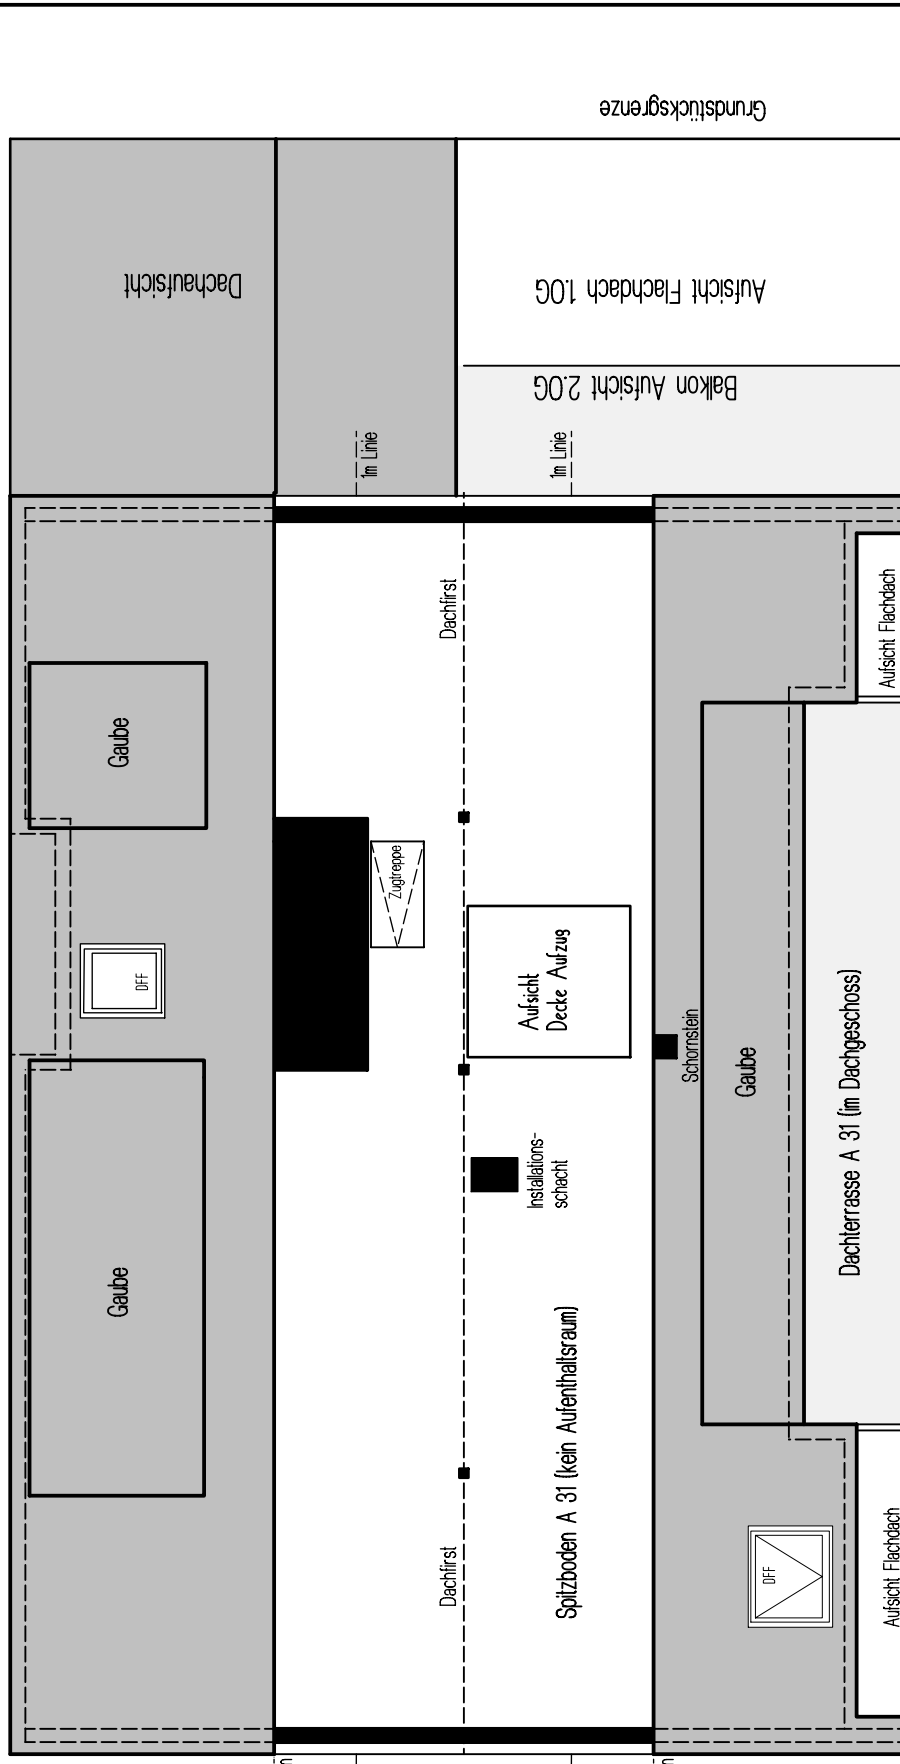 Grundstücksgrenze
Dachaufsicht
Aufsicht Flachdach 1.OG
Balkon Aufsicht 2.OG
1m Linie
1m Linie
Dachfirst
Aufsicht Flachdach
Gaube
Zugtreppe
DFF
Aufsicht
Decke Aufzug
Schornstein
Gaube
Dachterrasse A 31 (im Dachgeschoss)
Installations-
schacht
Gaube
Spitzboden A 31 (kein Aufenthaltsraum)
Dachfirst
DFF
Aufsicht Flachdach